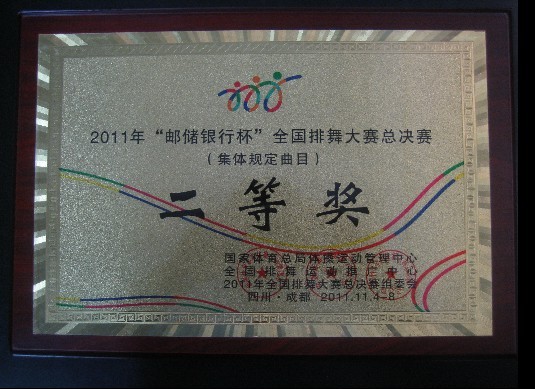 2011年“邮储银行杯”全国排舞大赛总决赛
（集体规定曲目）
二等奖
国家体育总局体操运动管理中心
全国排舞运动推广中心
2011年全国排舞大赛总决赛组委会
四川·成都 2011.11.4-8